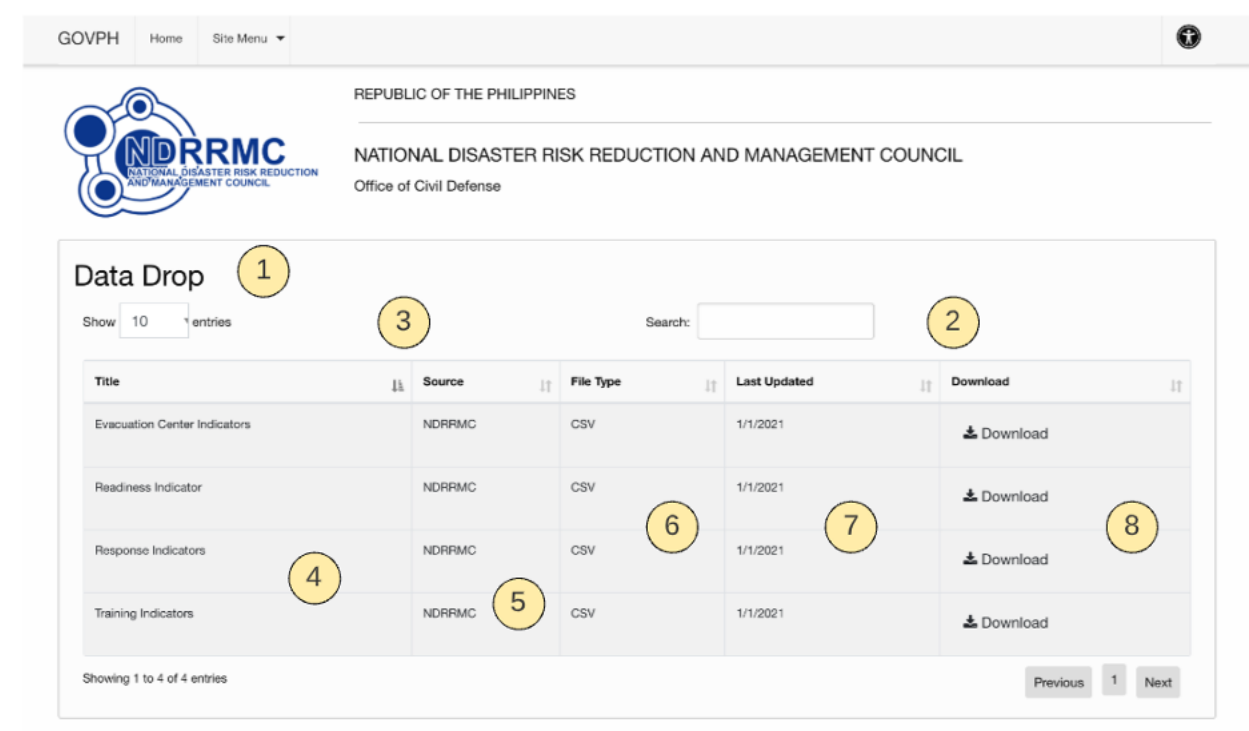 GOVPH Home Site Menu
REPUBLIC OF THE PHILIPPINES
NDRRMC
NATIONAL DISASTER RISK REDUCTION
AND MANAGEMENT COUNCIL
NATIONAL DISASTER RISK REDUCTION AND MANAGEMENT COUNCIL
Office of Civil Defense
Data Drop 1
Show 10 entries 3 Search: 2
Title Source File Type Last Updated Download
Evacuation Center Indicators NDRRMC CSV 1/1/2021 Download
Readiness Indicator NDRRMC CSV 1/1/2021 Download
6 7 8
Response Indicators NDRRMC CSV 1/1/2021 Download
4 5
Training Indicators NDRRMC CSV 1/1/2021 Download
Showing 1 to 4 of 4 entries Previous 1 Next